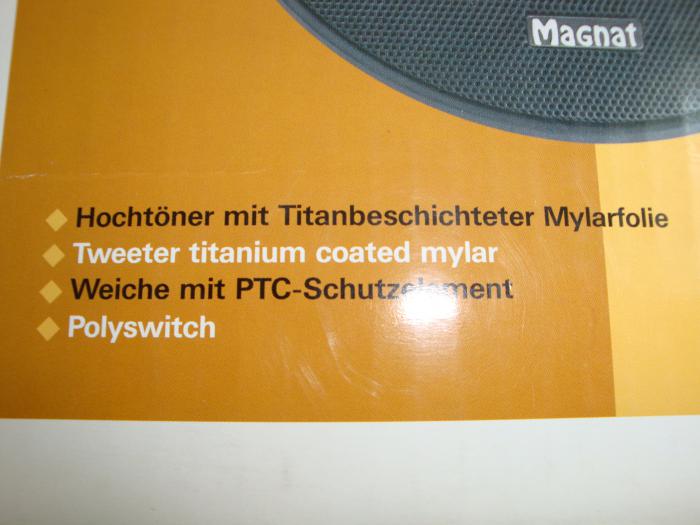 Magnat
Hochtöner mit Titanbeschichteter Mylarfolie
Tweeter titanium coated mylar
Weiche mit PTC-Schutzelement
Polyswitch